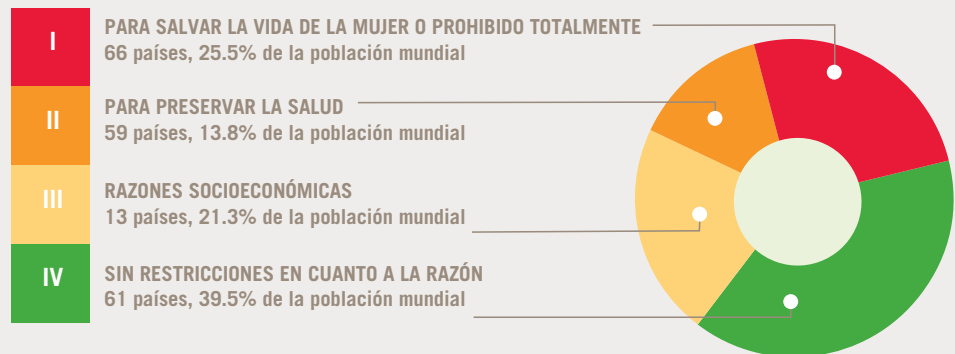 I
PARA SALVAR LA VIDA DE LA MUJER O PROHIBIDO TOTALMENTE
66 países, 25.5% de la población mundial
II
PARA PRESERVAR LA SALUD
59 países, 13.8% de la población mundial
III
RAZONES SOCIOECONÓMICAS
13 países, 21.3% de la población mundial
IV
SIN RESTRICCIONES EN CUANTO A LA RAZÓN
61 países, 39.5% de la población mundial